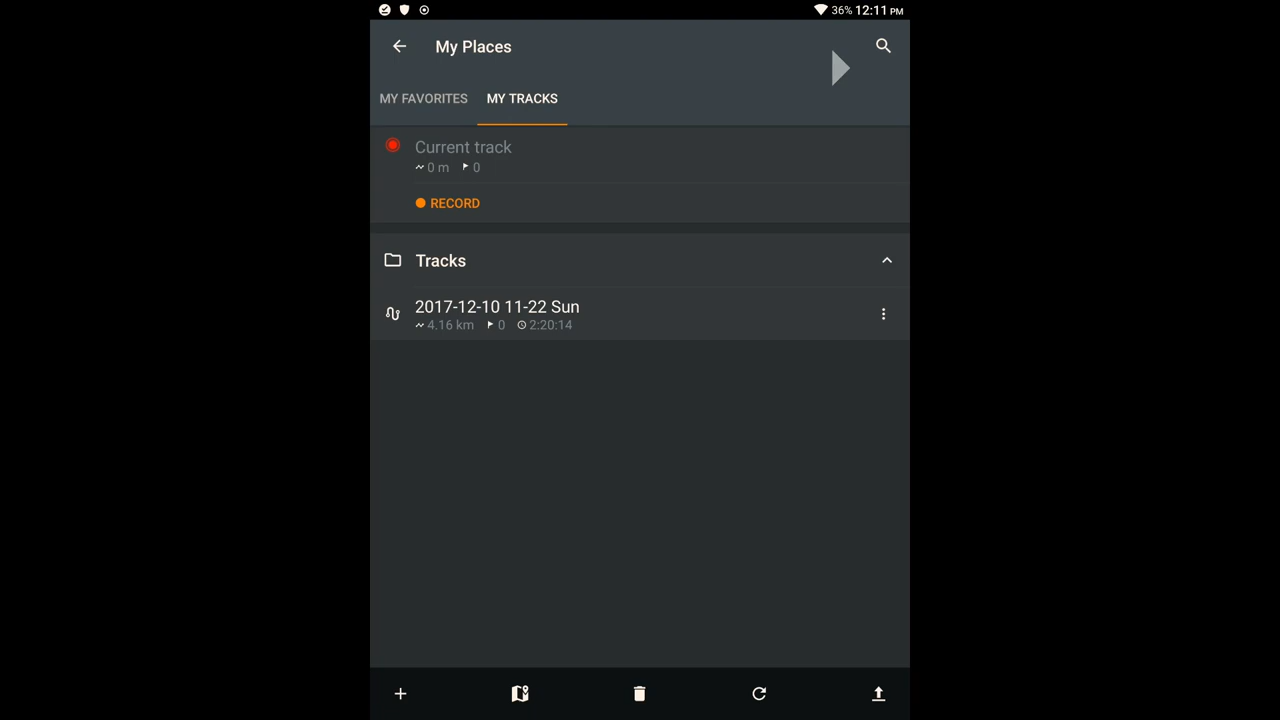 36% 12:11 PM
My Places
MY FAVORITES MY TRACKS
Current track
0 m 0
RECORD
Tracks
2017-12-10 11-22 Sun
4.16 km 0 2:20:14